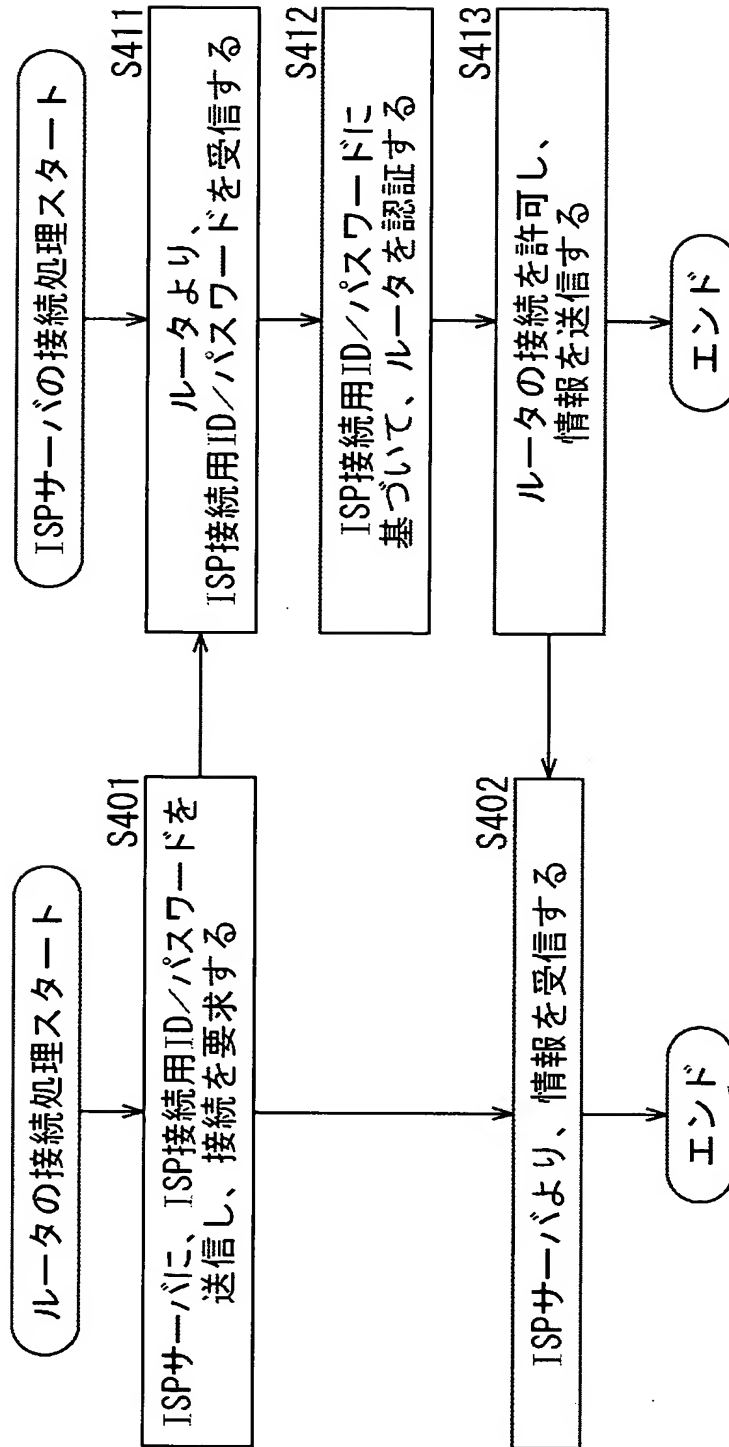 ルータの接続処理スタート
S401
ISPサーバに、ISP接続用ID/パスワードを
送信し、接続を要求する
S402
ISPサーバより、情報を受信する
エンド
ISPサーバの接続処理スタート
S411
ルータより、
ISP接続用ID/パスワードを受信する
S412
ISP接続用ID/パスワードに
基づいて、ルータを認証する
S413
ルータの接続を許可し、
情報を送信する
エンド